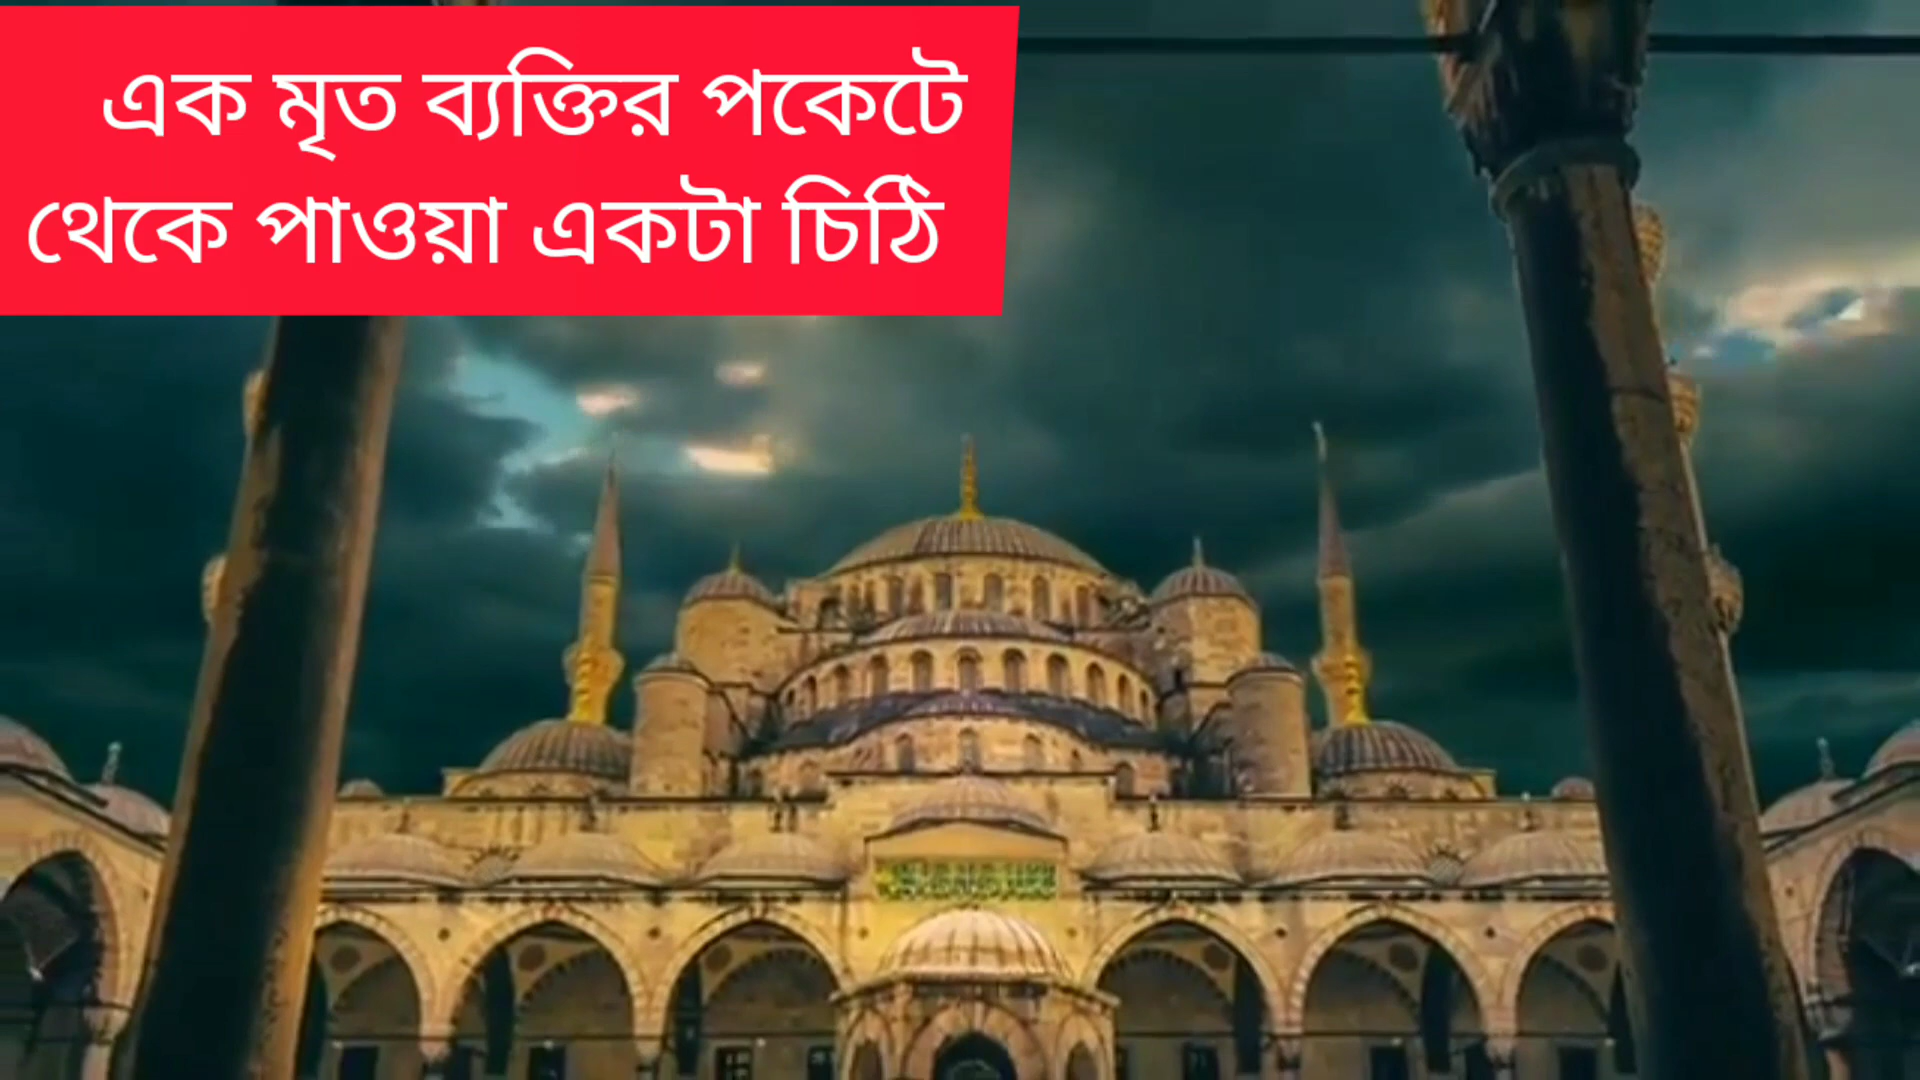 এক মৃত ব্যক্তির পকেটে
থেকে পাওয়া একটা চিঠি